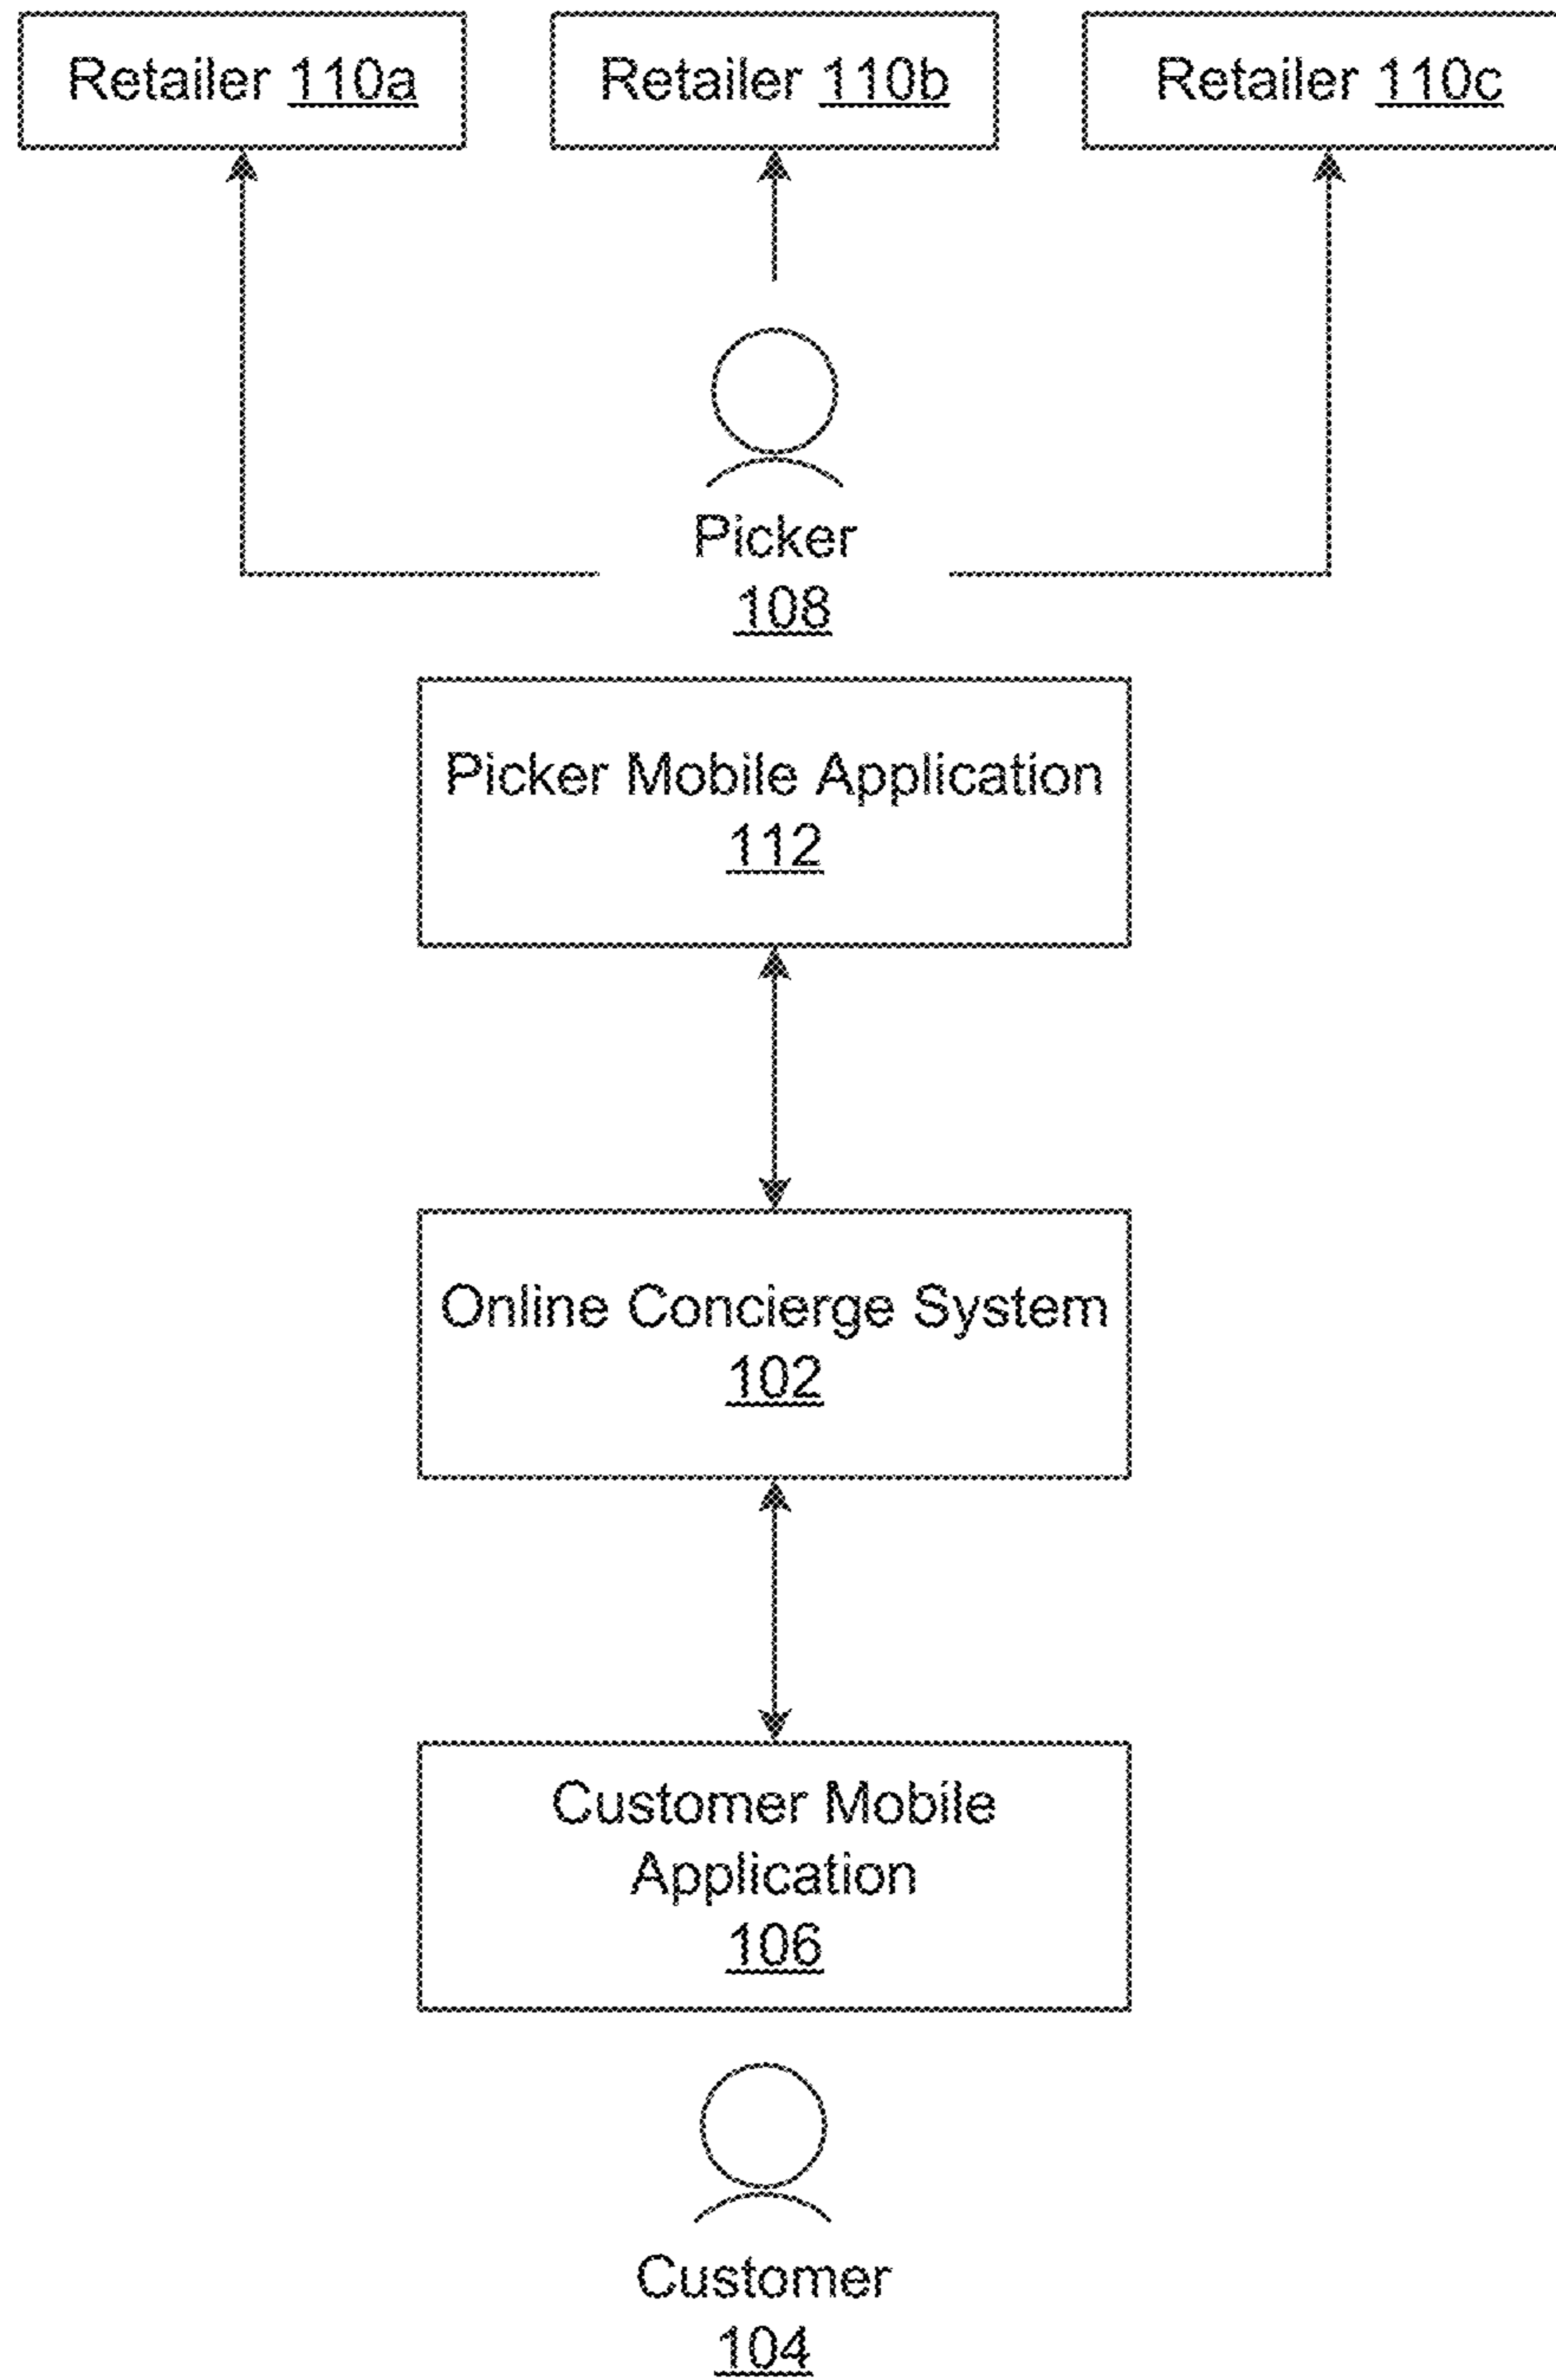 Retailer 110a
Retailer 110b
Retailer 110c
Picker
108
Picker Mobile Application
112
Online Concierge System
102
Customer Mobile
Application
106
Customer
104